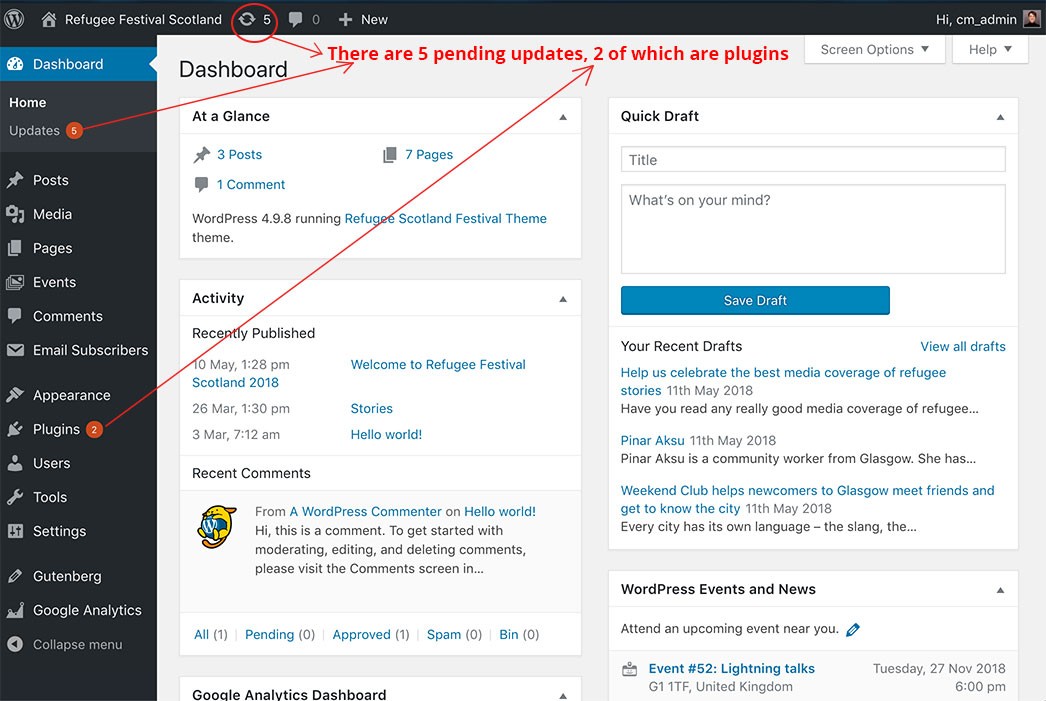 Refugee Festival Scotland 5 0 New Hi, cm_admin
There are 5 pending updates, 2 of which are plugins
Screen Options Help
Dashboard
Home
Updates 5
Posts
Media
Pages
Events
Comments
Email Subscribers
Appearance
Plugins 2
Users
Tools
Settings
Gutenberg
Google Analytics
Collapse menu
Dashboard
At a Glance
3 Posts 7 Pages
1 Comment
WordPress 4.9.8 running Refugee Scotland Festival Theme
theme.
Activity
Recently Published
10 May, 1:28 pm Welcome to Refugee Festival
Scotland 2018
26 Mar, 1:30 pm Stories
3 Mar, 7:12 am Hello world!
Recent Comments
From A WordPress Commenter on Hello world!
Hi, this is a comment. To get started with
moderating, editing, and deleting comments,
please visit the Comments screen in…
All (1) | Pending (0) | Approved (1) | Spam (0) | Bin (0)
Google Analytics Dashboard
Quick Draft
Title
What's on your mind?
Save Draft
Your Recent Drafts View all drafts
Help us celebrate the best media coverage of refugee
stories 11th May 2018
Have you read any really good media coverage of refugee…
Pinar Aksu 11th May 2018
Pinar Aksu is a community worker from Glasgow. She has…
Weekend Club helps newcomers to Glasgow meet friends and
get to know the city 11th May 2018
Every city has its own language – the slang, the…
WordPress Events and News
Attend an upcoming event near you.
Event #52: Lightning talks Tuesday, 27 Nov 2018
G1 1TF, United Kingdom 6:00 pm